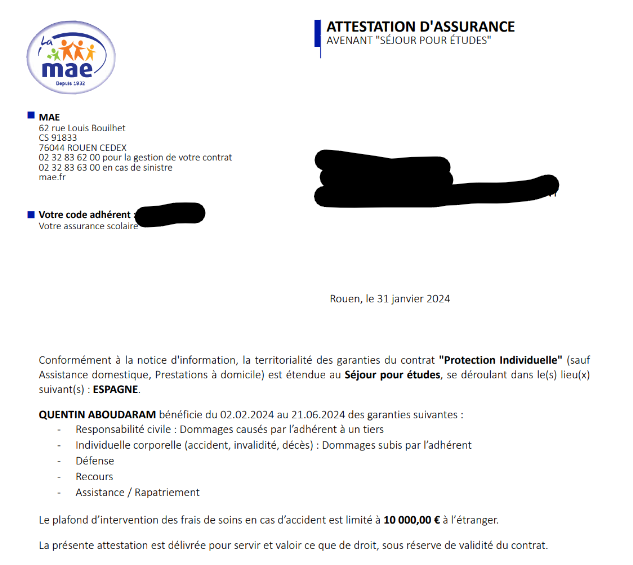 La
mae
Depuis 1932
ATTESTATION D'ASSURANCE
AVENANT "SÉJOUR POUR ÉTUDES"
MAE
62 rue Louis Bouilhet
CS 91833
76044 ROUEN CEDEX
02 32 83 62 00 pour la gestion de votre contrat
02 32 83 63 00 en cas de sinistre
mae.fr
Votre code adhérent :
Votre assurance scolaire
Rouen, le 31 janvier 2024
Conformément à la notice d'information, la territorialité des garanties du contrat "Protection Individuelle" (sauf
Assistance domestique, Prestations à domicile) est étendue au Séjour pour études, se déroulant dans le(s) lieu(x)
suivant(s) : ESPAGNE.
QUENTIN ABOUDARAM bénéficie du 02.02.2024 au 21.06.2024 des garanties suivantes :
- Responsabilité civile : Dommages causés par l'adhérent à un tiers
- Individuelle corporelle (accident, invalidité, décès) : Dommages subis par l'adhérent
- Défense
- Recours
- Assistance / Rapatriement
Le plafond d'intervention des frais de soins en cas d'accident est limité à 10 000,00 € à l'étranger.
La présente attestation est délivrée pour servir et valoir ce que de droit, sous réserve de validité du contrat.